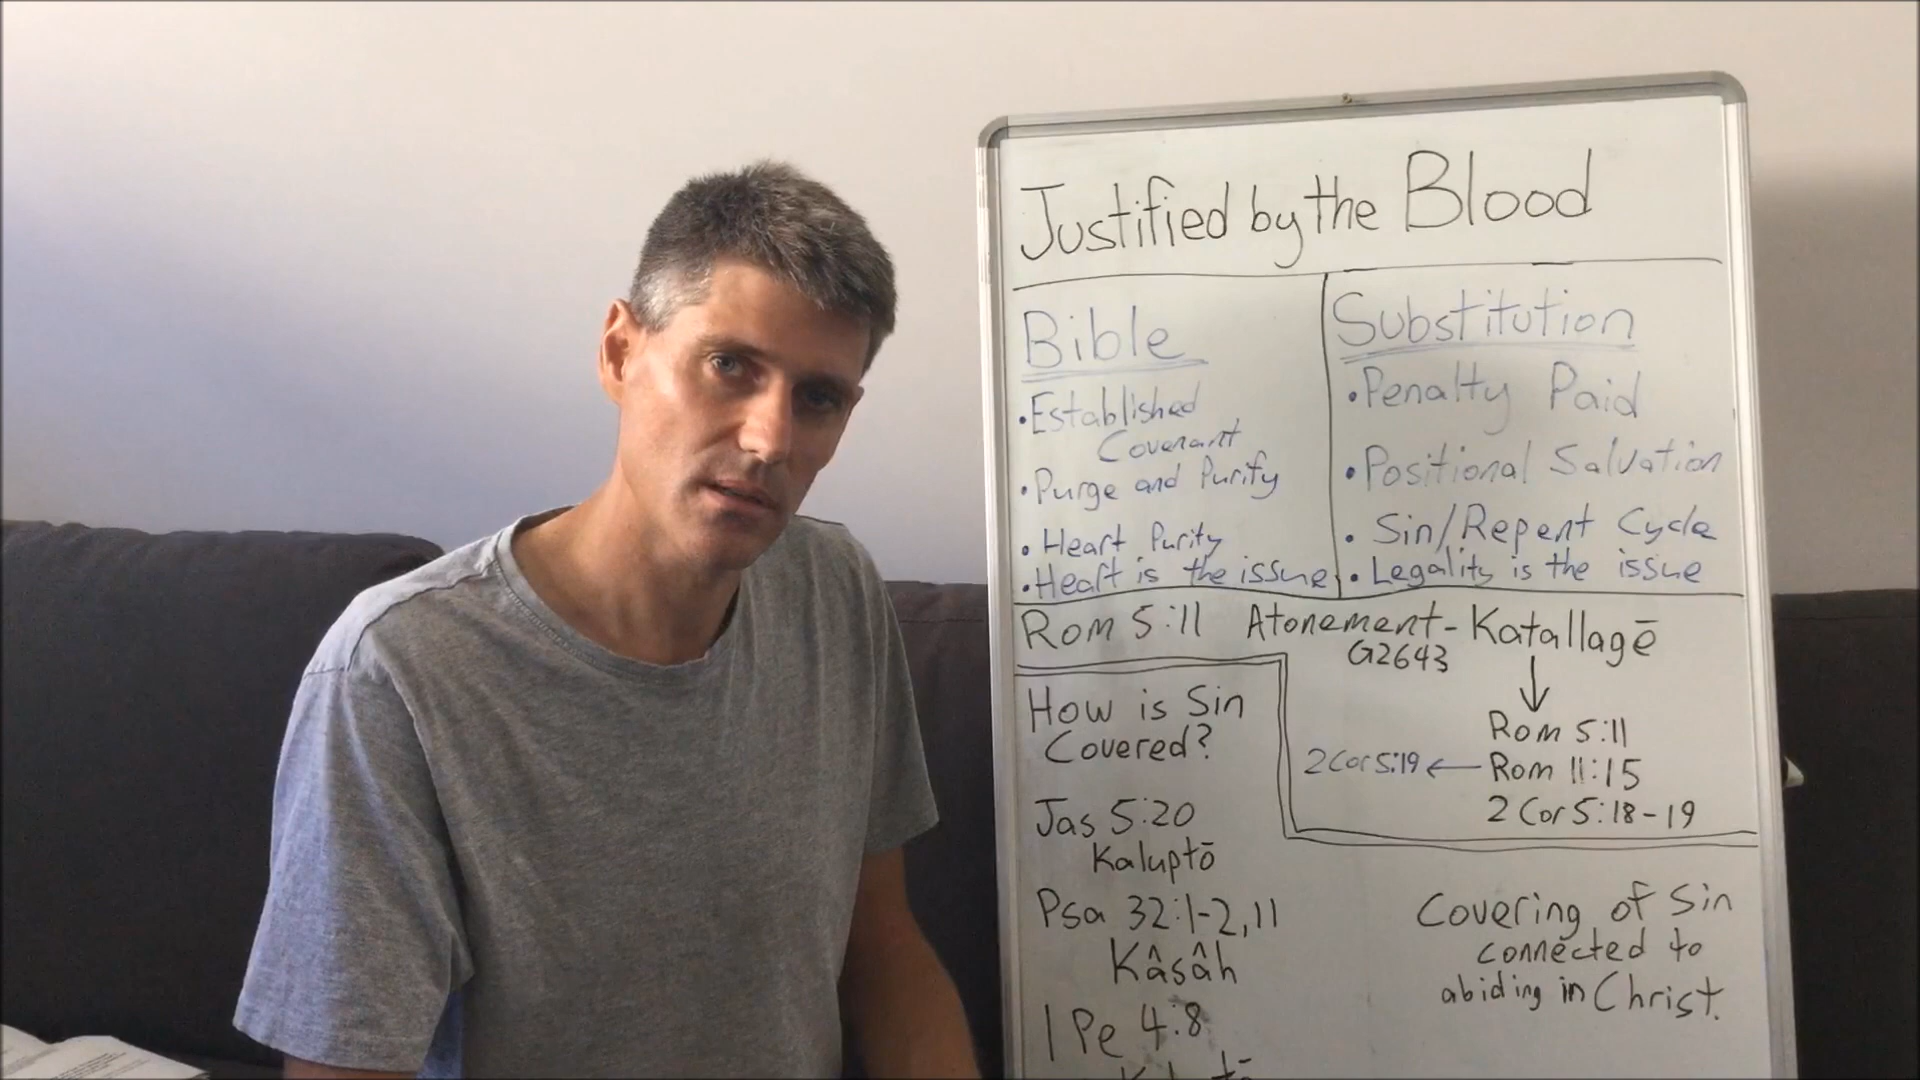 Justified by the Blood
Bible
•Established
Covenant
•Purge and Purify
•Heart Purity
•Heart is the issue
Substitution
•Penalty Paid
•Positional Salvation
•Sin/Repent Cycle
•Legality is the issue
Rom 5:11 Atonement-Katallagē
G2643
Rom 5:11
2 Cor 5:19 ← Rom 11:15
2 Cor 5:18-19
How is Sin
Covered?
Jas 5:20
Kaluptō
Psa 32:1-2,11
Kâsâh
1 Pe 4:8
Covering of Sin
connected to
abiding in Christ.